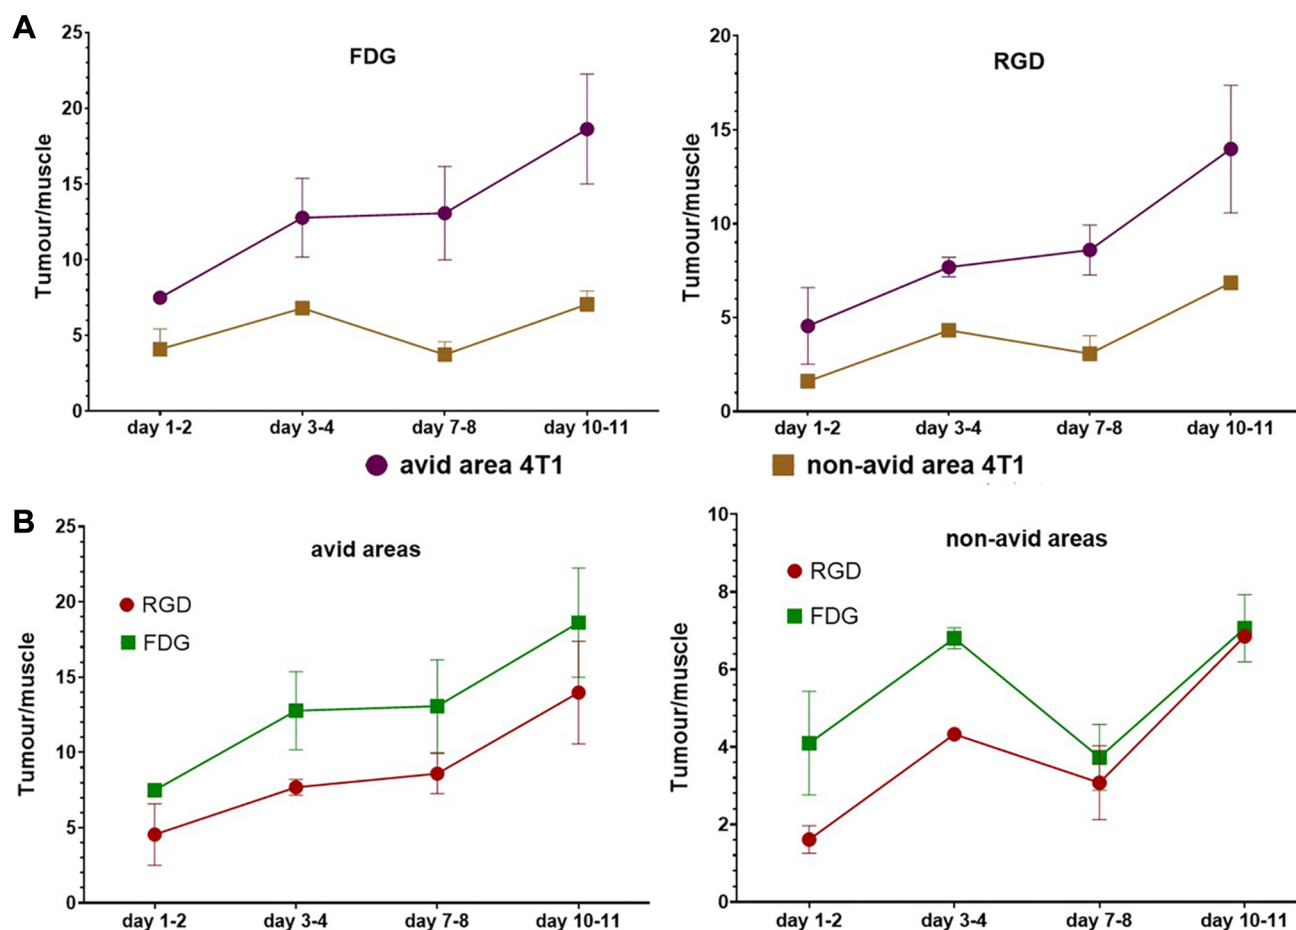 A
FDG
Tumour/muscle
25
20
15
10
5
0
day 1-2
day 3-4
day 7-8
day 10-11
RGD
Tumour/muscle
20
15
10
5
0
day 1-2
day 3-4
day 7-8
day 10-11
avid area 4T1
non-avid area 4T1
B
avid areas
RGD
FDG
Tumour/muscle
25
20
15
10
5
0
day 1-2
day 3-4
day 7-8
day 10-11
non-avid areas
RGD
FDG
Tumour/muscle
10
8
6
4
2
0
day 1-2
day 3-4
day 7-8
day 10-11